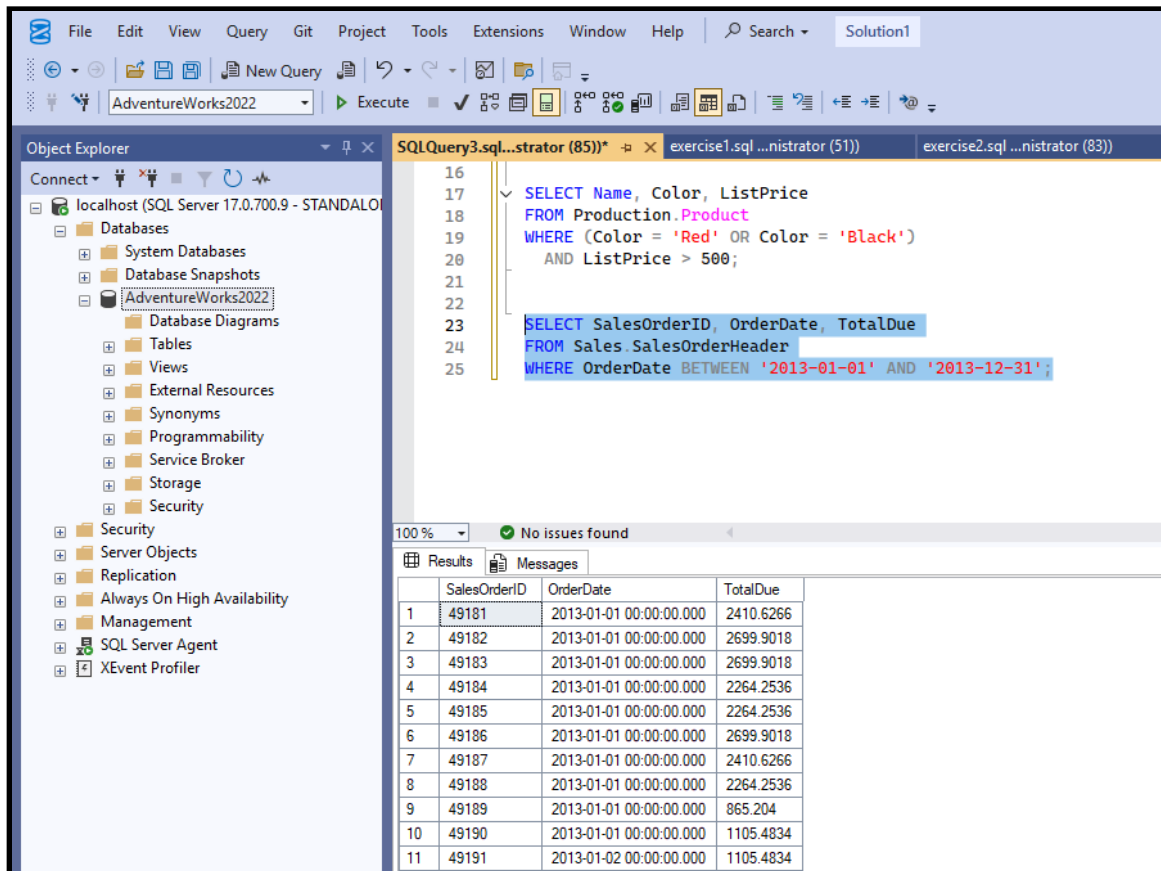 File Edit View Query Git Project Tools Extensions Window Help Search Solution1
New Query
AdventureWorks2022 Execute
Object Explorer
Connect
localhost (SQL Server 17.0.700.9 - STANDALO
Databases
System Databases
Database Snapshots
AdventureWorks2022
Database Diagrams
Tables
Views
External Resources
Synonyms
Programmability
Service Broker
Storage
Security
Security
Server Objects
Replication
Always On High Availability
Management
SQL Server Agent
XEvent Profiler
SQLQuery3.sql...strator (85))* exercise1.sql ...nistrator (51)) exercise2.sql ...nistrator (83))
16
17 SELECT Name, Color, ListPrice
18 FROM Production.Product
19 WHERE (Color = 'Red' OR Color = 'Black')
20 AND ListPrice > 500;
21
22
23 SELECT SalesOrderID, OrderDate, TotalDue
24 FROM Sales.SalesOrderHeader
25 WHERE OrderDate BETWEEN '2013-01-01' AND '2013-12-31';
100 % No issues found
Results Messages
SalesOrderID OrderDate TotalDue
1 49181 2013-01-01 00:00:00.000 2410.6266
2 49182 2013-01-01 00:00:00.000 2699.9018
3 49183 2013-01-01 00:00:00.000 2699.9018
4 49184 2013-01-01 00:00:00.000 2264.2536
5 49185 2013-01-01 00:00:00.000 2264.2536
6 49186 2013-01-01 00:00:00.000 2699.9018
7 49187 2013-01-01 00:00:00.000 2410.6266
8 49188 2013-01-01 00:00:00.000 2264.2536
9 49189 2013-01-01 00:00:00.000 865.204
10 49190 2013-01-01 00:00:00.000 1105.4834
11 49191 2013-01-02 00:00:00.000 1105.4834